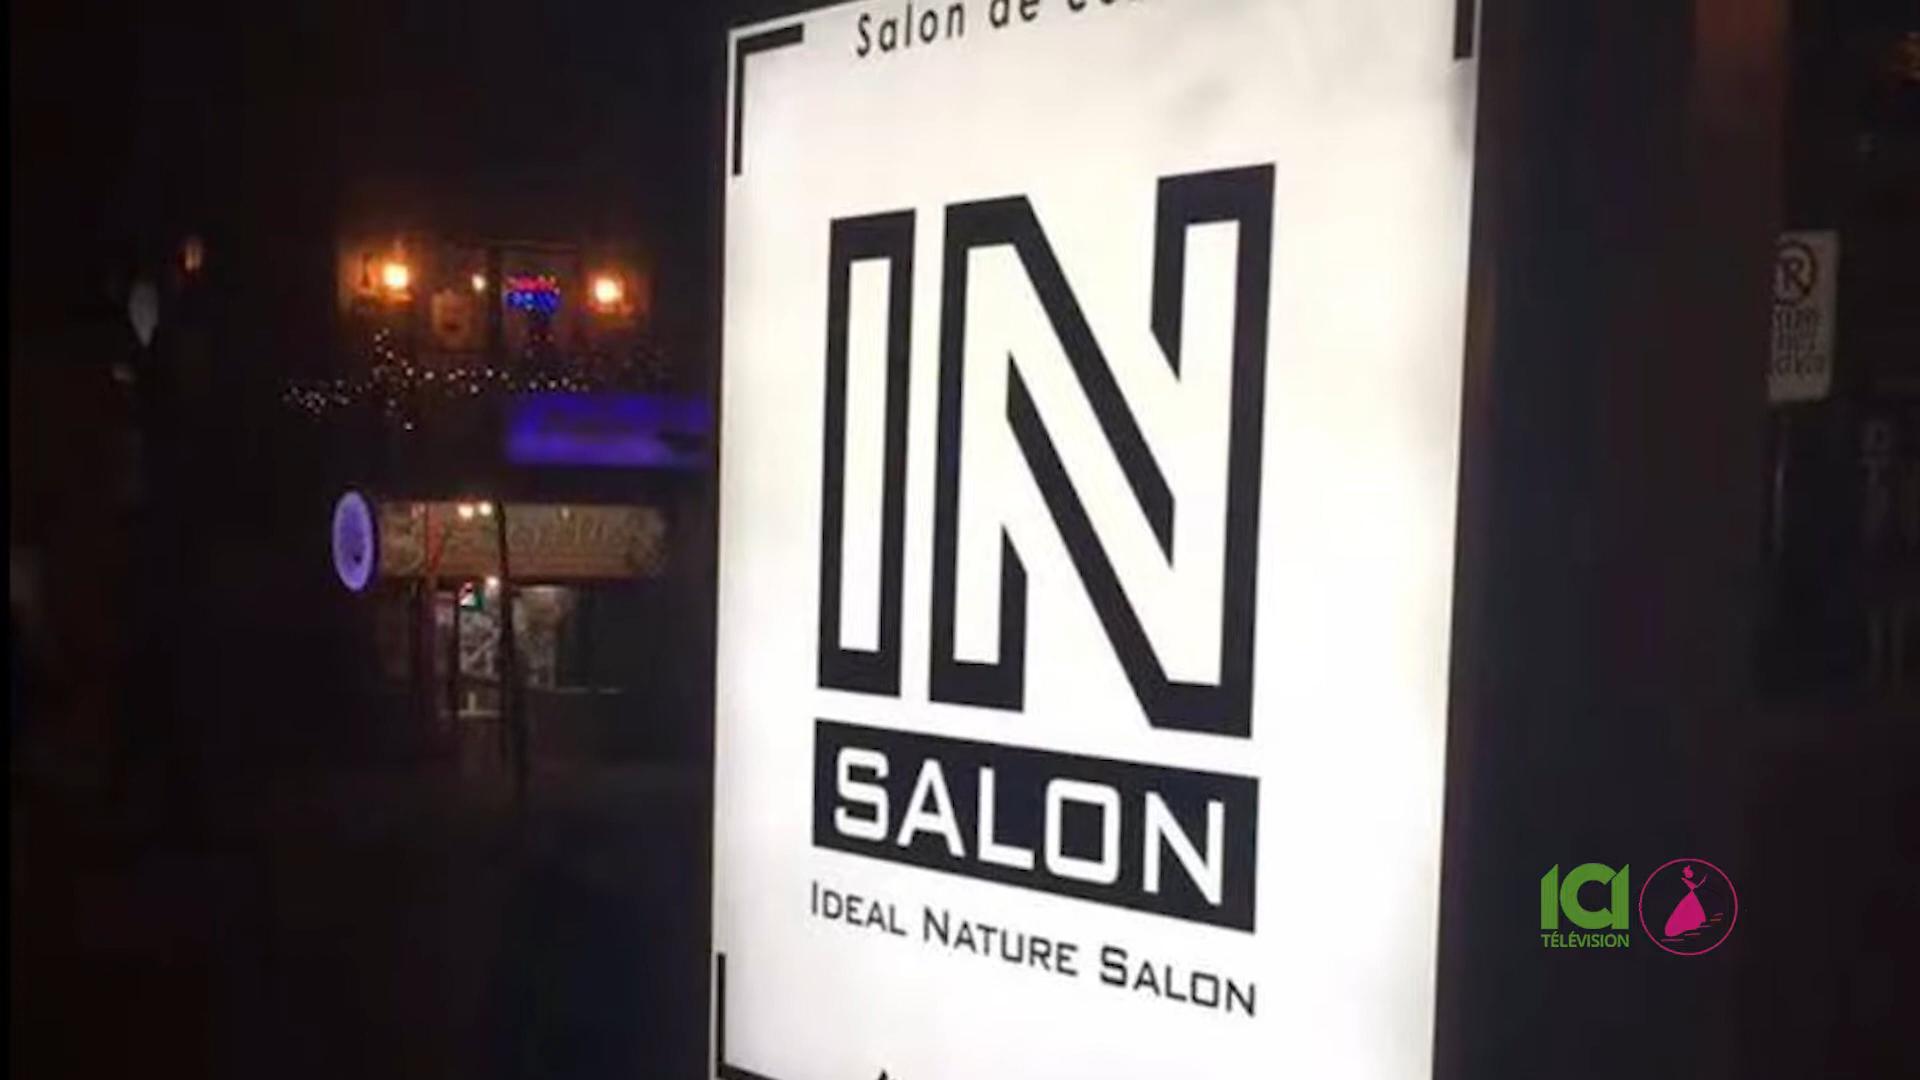 Salon de
IN
SALON
IDEAL NATURE SALON
ICI
TÉLÉVISION